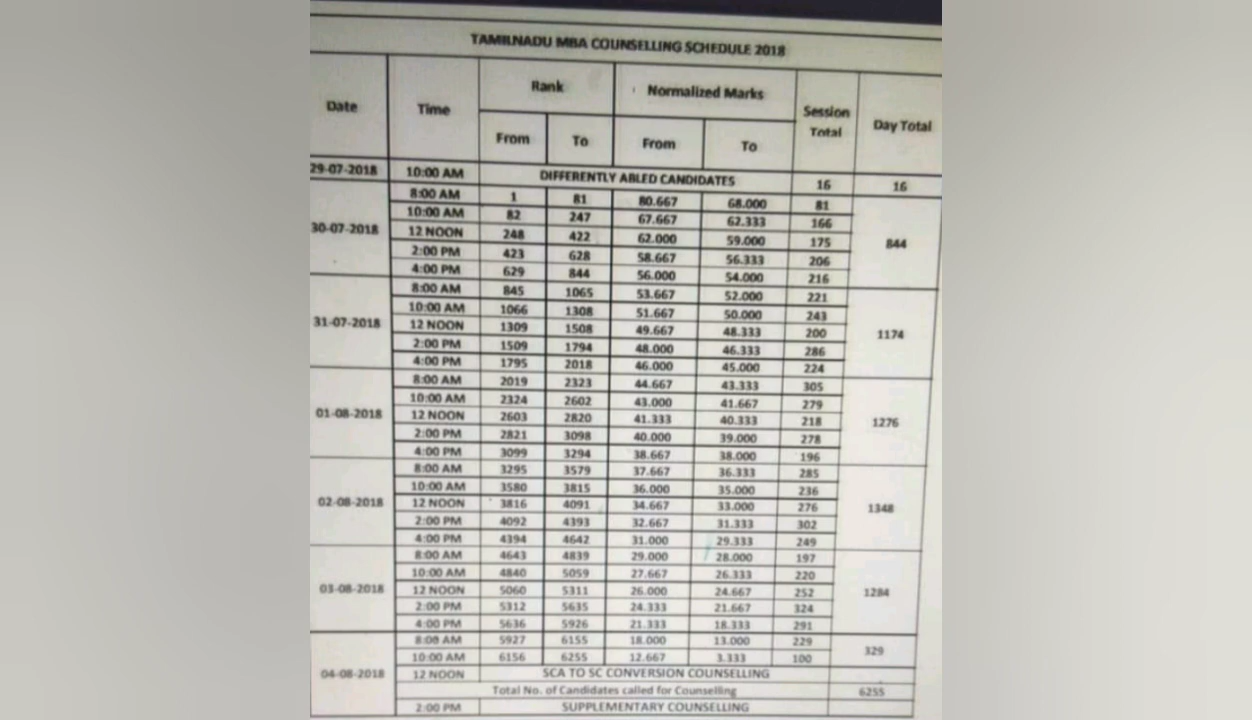 TAMILNADU MBA COUNSELLING SCHEDULE 2018
Date Time Rank Normalized Marks Session Total Day Total
From To From To
29-07-2018 10:00 AM DIFFERENTLY ABLED CANDIDATES 16 16
30-07-2018 8:00 AM 1 81 80.667 68.000 81 844
10:00 AM 82 247 67.667 62.333 166
12 NOON 248 422 62.000 59.000 175
2:00 PM 423 628 58.667 56.333 206
4:00 PM 629 844 56.000 54.000 216
31-07-2018 8:00 AM 845 1065 53.667 52.000 221 1174
10:00 AM 1066 1308 51.667 50.000 243
12 NOON 1309 1508 49.667 48.333 200
2:00 PM 1509 1794 48.000 46.333 286
4:00 PM 1795 2018 46.000 45.000 224
01-08-2018 8:00 AM 2019 2323 44.667 43.333 305 1276
10:00 AM 2324 2602 43.000 41.667 279
12 NOON 2603 2820 41.333 40.333 218
2:00 PM 2821 3098 40.000 39.000 278
4:00 PM 3099 3294 38.667 38.000 196
02-08-2018 8:00 AM 3295 3579 37.667 36.333 285 1348
10:00 AM 3580 3815 36.000 35.000 236
12 NOON 3816 4091 34.667 33.000 276
2:00 PM 4092 4393 32.667 31.333 302
4:00 PM 4394 4642 31.000 29.333 249
03-08-2018 8:00 AM 4643 4839 29.000 28.000 197 1284
10:00 AM 4840 5059 27.667 26.333 220
12 NOON 5060 5311 26.000 24.667 252
2:00 PM 5312 5635 24.333 21.667 324
4:00 PM 5636 5926 21.333 18.333 291
04-08-2018 8:00 AM 5927 6155 18.000 13.000 229 329
10:00 AM 6156 6255 12.667 3.333 100
12 NOON SCA TO SC CONVERSION COUNSELLING
Total No. of Candidates called for Counselling 6255
2:00 PM SUPPLEMENTARY COUNSELLING